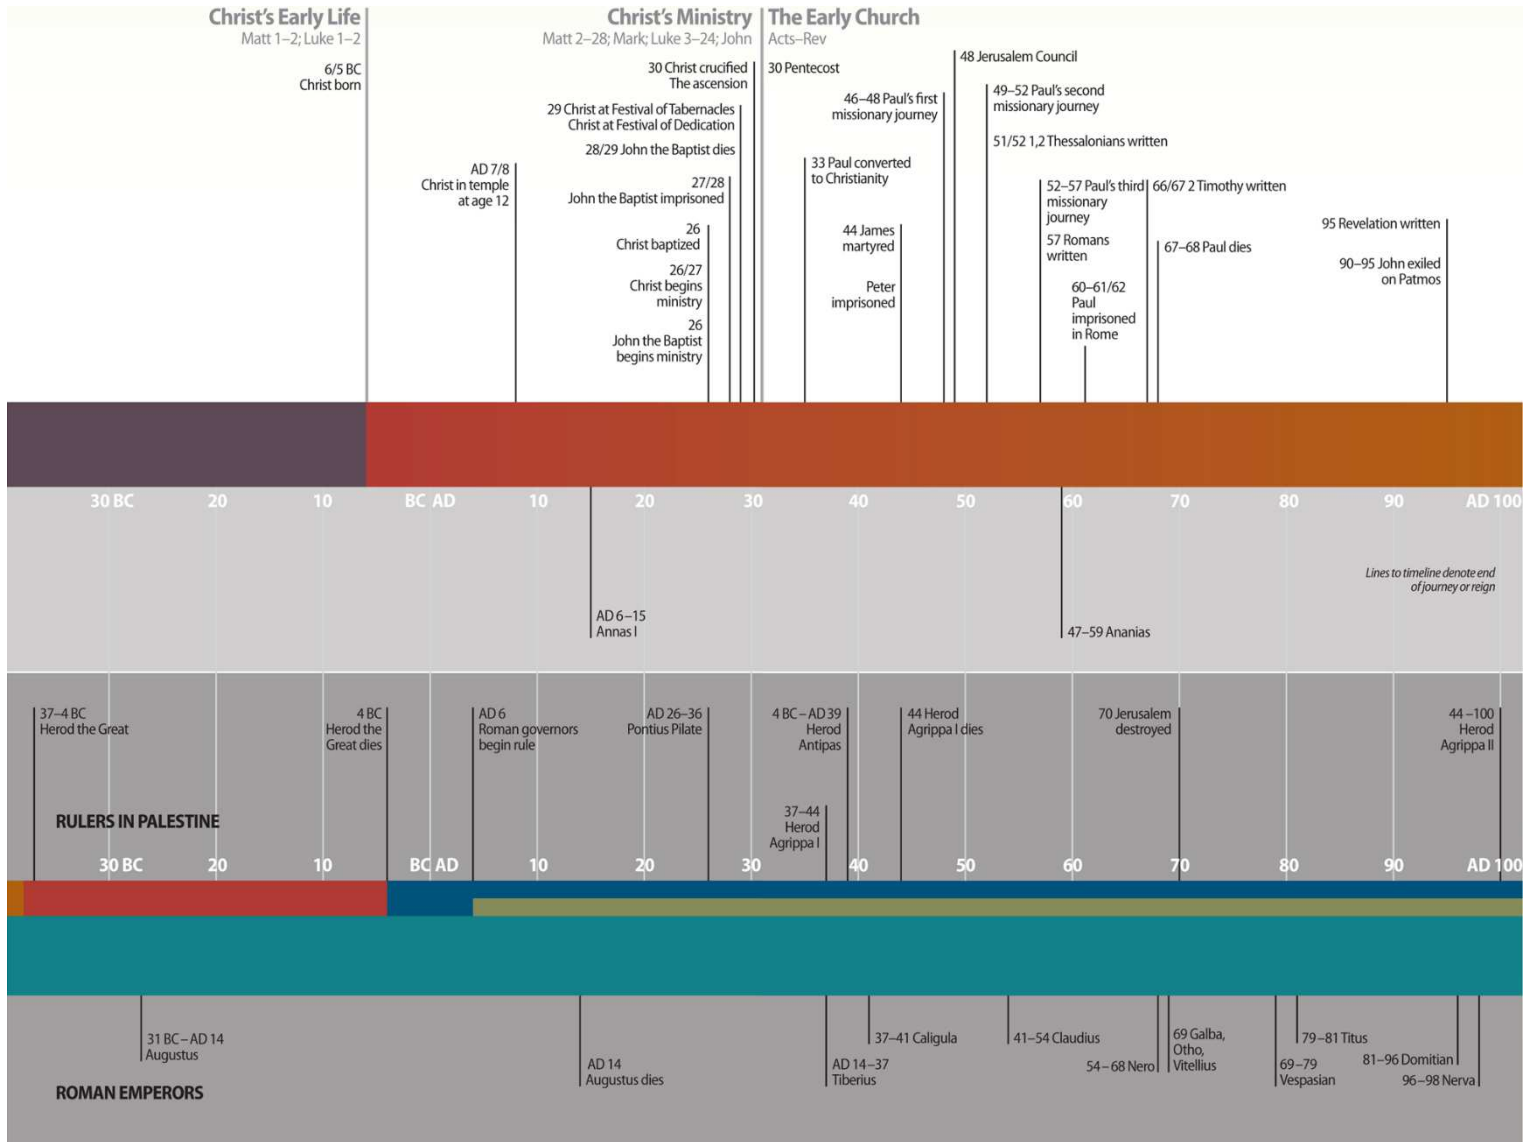 Christ's Early Life
Matt 1–2; Luke 1–2
6/5 BC
Christ born
Christ's Ministry
Matt 2–28; Mark; Luke 3–24; John
The Early Church
Acts–Rev
30 Christ crucified
The ascension
30 Pentecost
29 Christ at Festival of Tabernacles
Christ at Festival of Dedication
28/29 John the Baptist dies
AD 7/8
Christ in temple
at age 12
27/28
John the Baptist imprisoned
26
Christ baptized
26/27
Christ begins
ministry
26
John the Baptist
begins ministry
33 Paul converted
to Christianity
46–48 Paul's first
missionary journey
44 James
martyred
Peter
imprisoned
48 Jerusalem Council
49–52 Paul's second
missionary journey
51/52 1,2 Thessalonians written
52–57 Paul's third
missionary
journey
57 Romans
written
60–61/62
Paul
imprisoned
in Rome
66/67 2 Timothy written
67–68 Paul dies
95 Revelation written
90–95 John exiled
on Patmos
30 BC 20 10 BC AD 10 20 30 40 50 60 70 80 90 AD 100
Lines to timeline denote end
of journey or reign
AD 6–15
Annas I
47–59 Ananias
37–4 BC
Herod the Great
4 BC
Herod the
Great dies
AD 6
Roman governors
begin rule
AD 26–36
Pontius Pilate
4 BC – AD 39
Herod
Antipas
37–44
Herod
Agrippa I
44 Herod
Agrippa I dies
70 Jerusalem
destroyed
44–100
Herod
Agrippa II
RULERS IN PALESTINE
30 BC 20 10 BC AD 10 20 30 40 50 60 70 80 90 AD 100
31 BC – AD 14
Augustus
AD 14
Augustus dies
AD 14–37
Tiberius
37–41 Caligula
41–54 Claudius
54–68 Nero
69 Galba,
Otho,
Vitellius
69–79
Vespasian
79–81 Titus
81–96 Domitian
96–98 Nerva
ROMAN EMPERORS